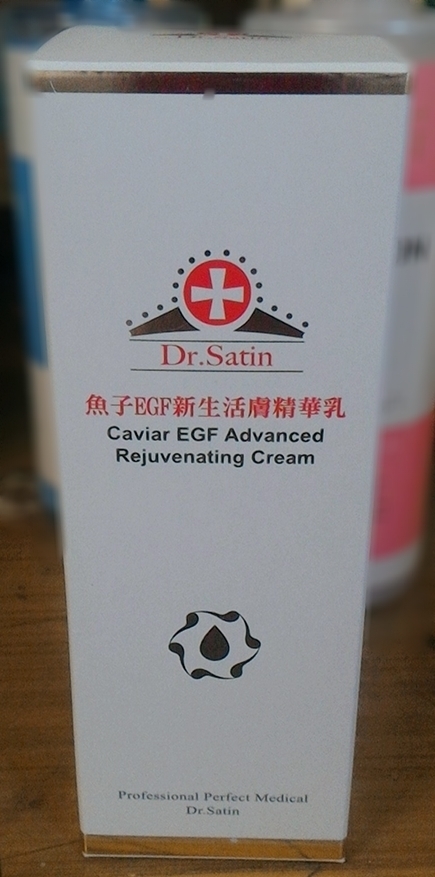 Dr.Satin
魚子EGF新生活膚精華乳
Caviar EGF Advanced
Rejuvenating Cream
Professional Perfect Medical
Dr.Satin